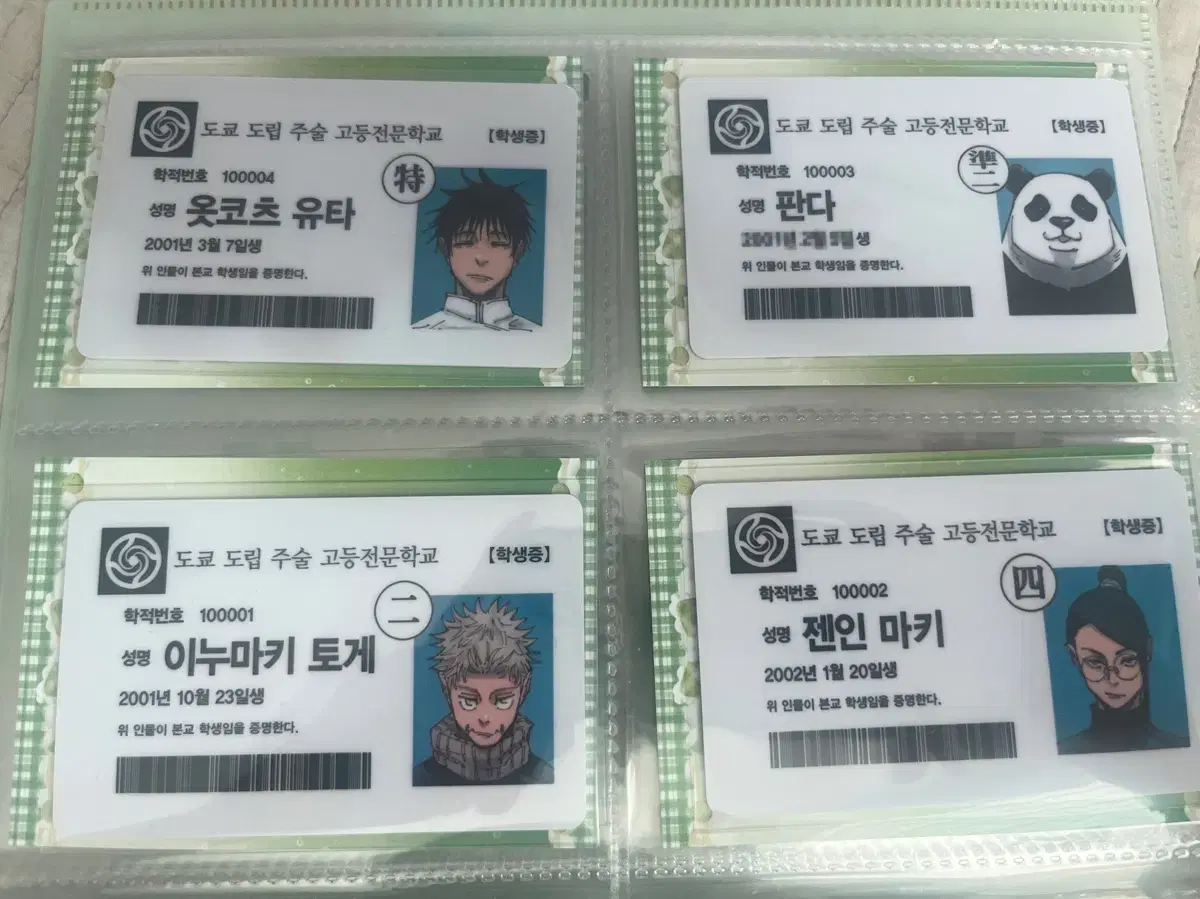 도쿄 도립 주술 고등전문학교 【학생증】
학적번호 100004
特
성명 옷코츠 유타
2001년 3월 7일생
위 인물이 본교 학생임을 증명한다.
도쿄 도립 주술 고등전문학교 【학생증】
학적번호 100003
準二
성명 판다
생
위 인물이 본교 학생임을 증명한다.
도쿄 도립 주술 고등전문학교 【학생증】
학적번호 100001
二
성명 이누마키 토게
2001년 10월 23일생
위 인물이 본교 학생임을 증명한다.
도쿄 도립 주술 고등전문학교 【학생증】
학적번호 100002
四
성명 젠인 마키
2002년 1월 20일생
위 인물이 본교 학생임을 증명한다.